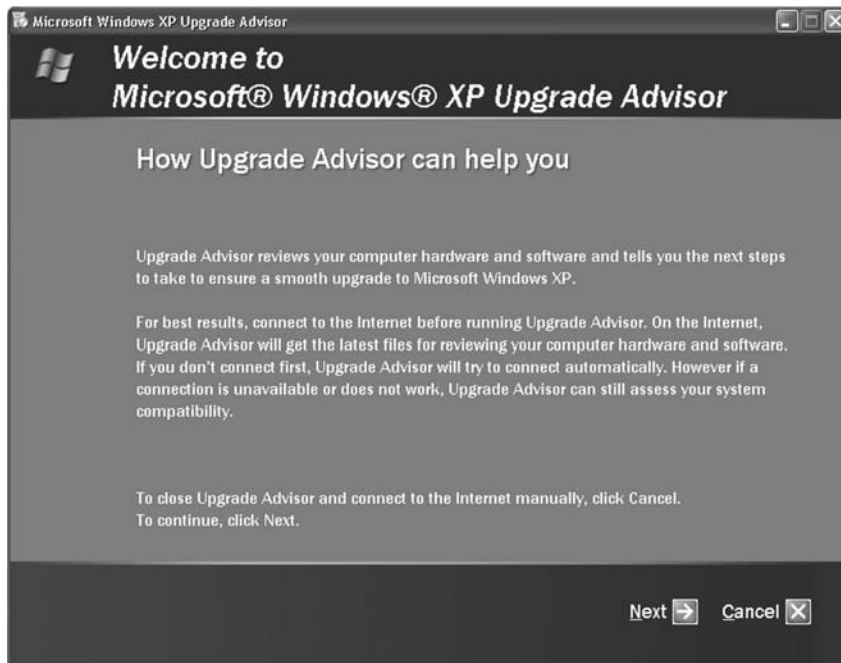 Microsoft Windows XP Upgrade Advisor
Welcome to
Microsoft® Windows® XP Upgrade Advisor
How Upgrade Advisor can help you
Upgrade Advisor reviews your computer hardware and software and tells you the next steps
to take to ensure a smooth upgrade to Microsoft Windows XP.
For best results, connect to the Internet before running Upgrade Advisor. On the Internet,
Upgrade Advisor will get the latest files for reviewing your computer hardware and software.
If you don't connect first, Upgrade Advisor will try to connect automatically. However if a
connection is unavailable or does not work, Upgrade Advisor can still assess your system
compatibility.
To close Upgrade Advisor and connect to the Internet manually, click Cancel.
To continue, click Next.
Next Cancel